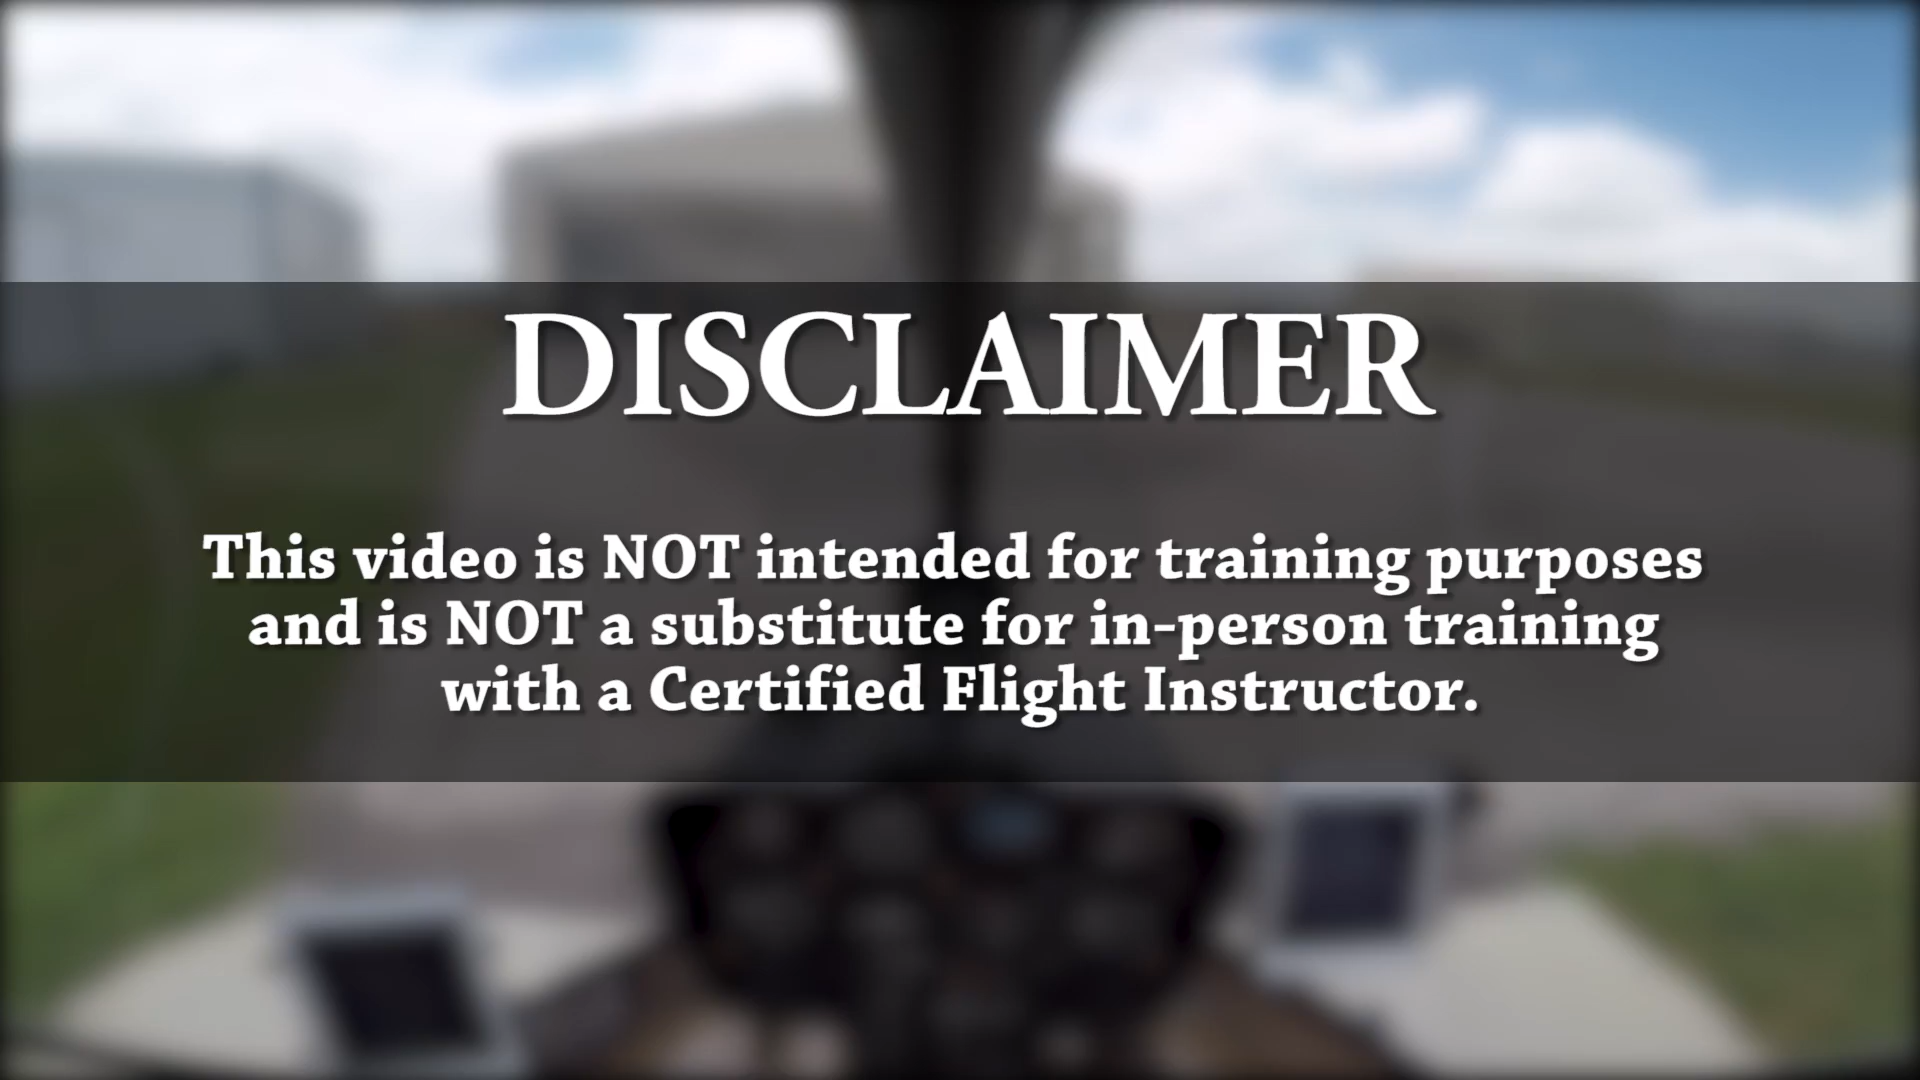 DISCLAIMER
This video is NOT intended for training purposes
and is NOT a substitute for in-person training
with a Certified Flight Instructor.